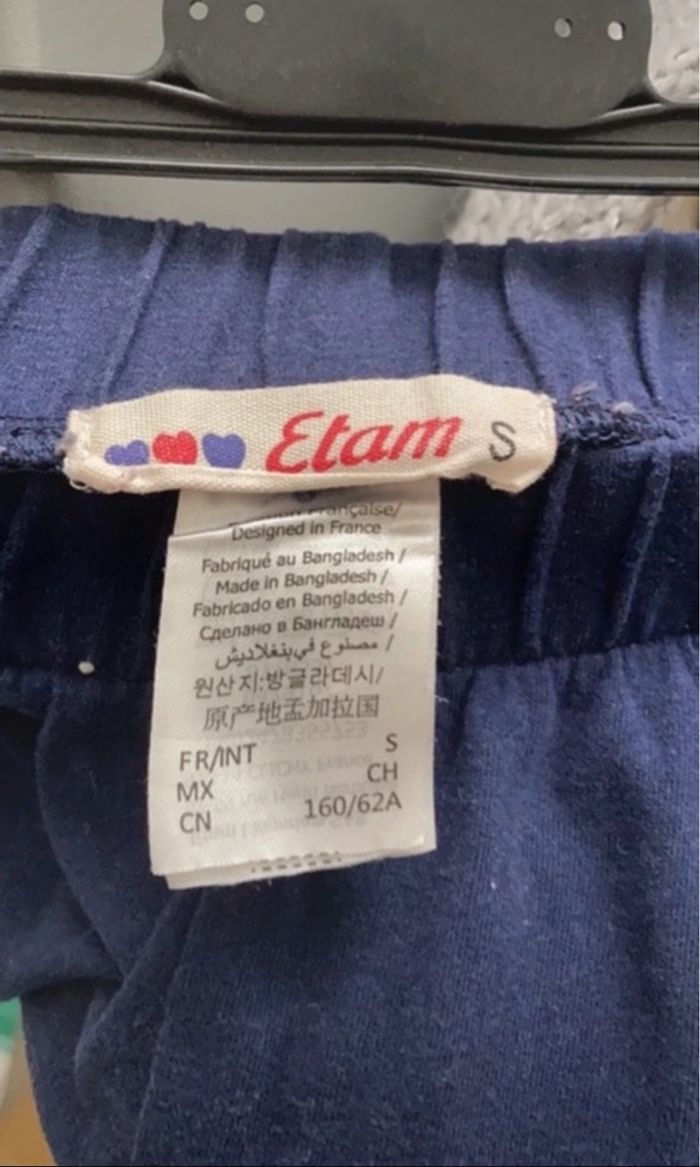 Etam S
Française/
Designed in France
Fabriqué au Bangladesh /
Made in Bangladesh /
Fabricado en Bangladesh /
Сделано в Бангладеш /
مصنوع في بنغلاديش /
원산지:방글라데시/
原产地孟加拉国
FR/INT S
MX CH
CN 160/62A